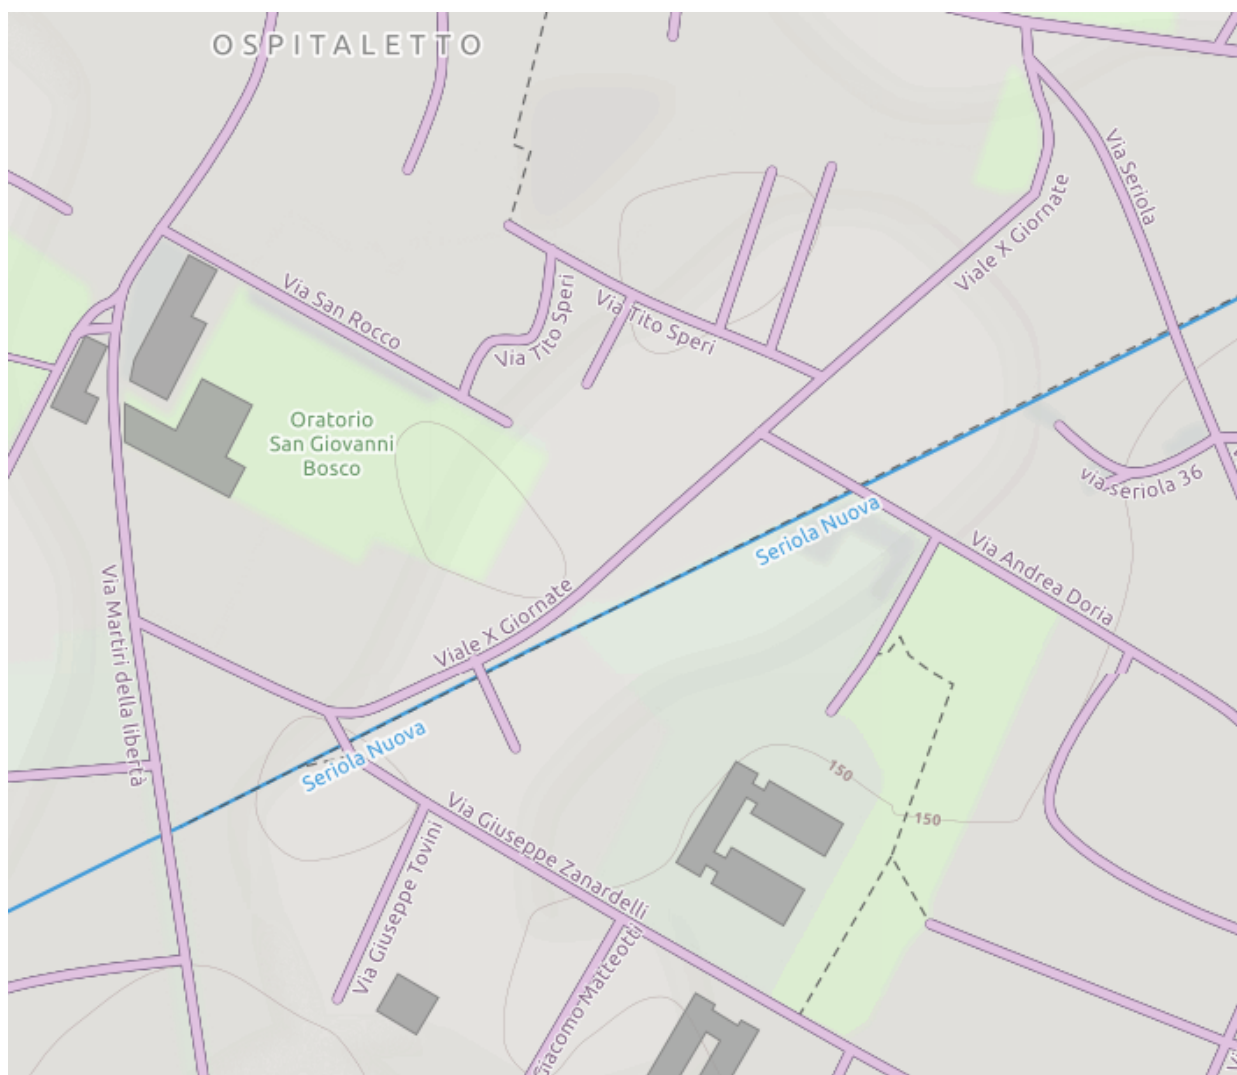 OSPITALETTO
Via Seriola
Viale X Giornate
Via San Rocco
Via Tito Speri
Via Tito Speri
Oratorio
San Giovanni
Bosco
via seriola 36
Seriola Nuova
Via Andrea Doria
Via Martiri della libertà
Viale X Giornate
Seriola Nuova
150
150
Via Giuseppe Zanardelli
Via Giuseppe Tovini
Giacomo Matteotti